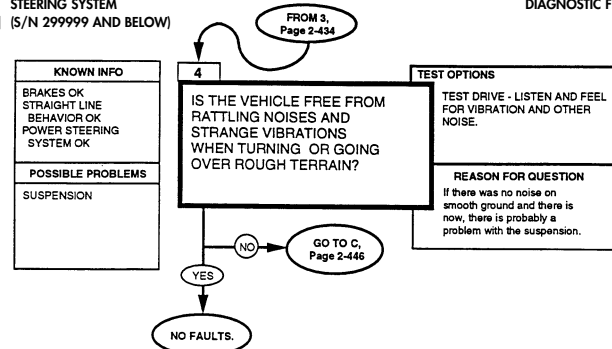 STEERING SYSTEM
(S/N 299999 AND BELOW)
FROM 3,
Page 2-434
KNOWN INFO
BRAKES OK
STRAIGHT LINE
BEHAVIOR OK
POWER STEERING
SYSTEM OK
POSSIBLE PROBLEMS
SUSPENSION
4
IS THE VEHICLE FREE FROM
RATTLING NOISES AND
STRANGE VIBRATIONS
WHEN TURNING OR GOING
OVER ROUGH TERRAIN?
TEST OPTIONS
TEST DRIVE - LISTEN AND FEEL
FOR VIBRATION AND OTHER
NOISE.
REASON FOR QUESTION
If there was no noise on
smooth ground and there is
now, there is probably a
problem with the suspension.
NO
GO TO C,
Page 2-446
YES
NO FAULTS.